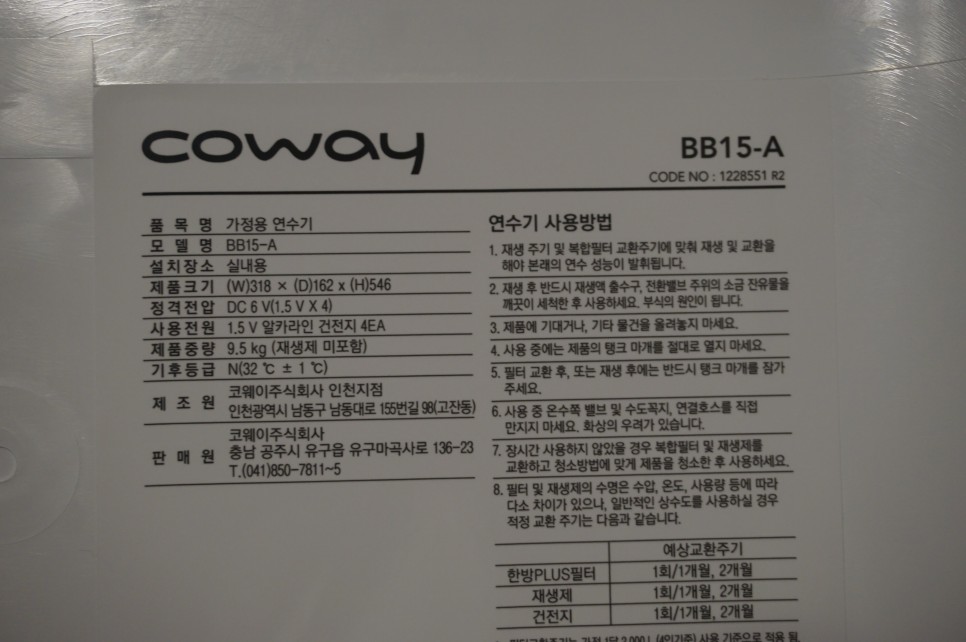 coway
BB15-A
CODE NO : 1228551 R2
품 목 명 가정용 연수기
모 델 명 BB15-A
설치장소 실내용
제품크기 (W)318 × (D)162 x (H)546
정격전압 DC 6 V(1.5 V X 4)
사용전원 1.5 V 알카라인 건전지 4EA
제품중량 9.5 kg (재생제 미포함)
기후등급 N(32 ℃ ± 1 ℃)
제 조 원 코웨이주식회사 인천지점
인천광역시 남동구 남동대로 155번길 98(고잔동)
판 매 원 코웨이주식회사
충남 공주시 유구읍 유구마곡사로 136-23
T.(041)850-7811~5
연수기 사용방법
1. 재생 주기 및 복합필터 교환주기에 맞춰 재생 및 교환을
해야 본래의 연수 성능이 발휘됩니다.
2. 재생 후 반드시 재생액 출수구, 전환밸브 주위의 소금 잔유물을
깨끗이 세척한 후 사용하세요. 부식의 원인이 됩니다.
3. 제품에 기대거나, 기타 물건을 올려놓지 마세요.
4. 사용 중에는 제품의 탱크 마개를 절대로 열지 마세요.
5. 필터 교환 후, 또는 재생 후에는 반드시 탱크 마개를 잠가
주세요.
6. 사용 중 온수쪽 밸브 및 수도꼭지, 연결호스를 직접
만지지 마세요. 화상의 우려가 있습니다.
7. 장시간 사용하지 않았을 경우 복합필터 및 재생제를
교환하고 청소방법에 맞게 제품을 청소한 후 사용하세요.
8. 필터 및 재생제의 수명은 수압, 온도, 사용량 등에 따라
다소 차이가 있으나, 일반적인 상수도를 사용하실 경우
적정 교환 주기는 다음과 같습니다.
예상교환주기
한방PLUS필터 1회/1개월, 2개월
재생제 1회/1개월, 2개월
건전지 1회/1개월, 2개월
(4인기준) 사용 기준으로 적용 됨